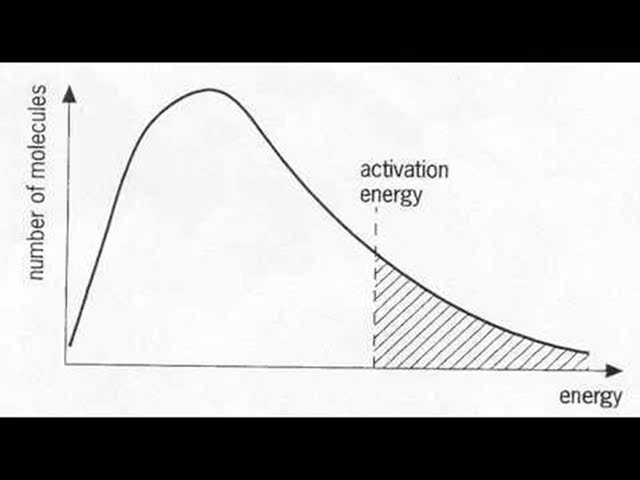 number of molecules
activation
energy
energy